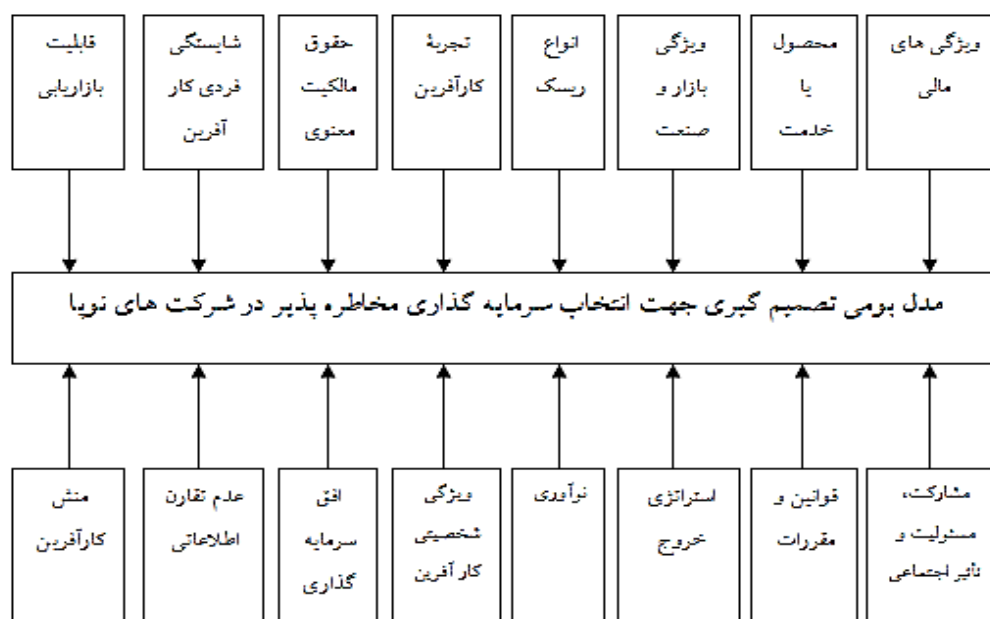 ویژگی های
مالی
محصول
یا
خدمت
ویژگی
بازار و
صنعت
انواع
ریسک
تجربۀ
کارآفرین
حقوق
مالکیت
معنوی
شایستگی
فردی کار
آفرین
قابلیت
بازاریابی
مدل بومی تصمیم گیری جهت انتخاب سرمایه گذاری مخاطره پذیر در شرکت های نوپا
مشارکت،
مسئولیت و
تأثیر اجتماعی
قوانین و
مقررات
استراتژی
خروج
نوآوری
ویژگی
شخصیتی
کار آفرین
افق
سرمایه
گذاری
عدم تقارن
اطلاعاتی
منش
کارآفرین